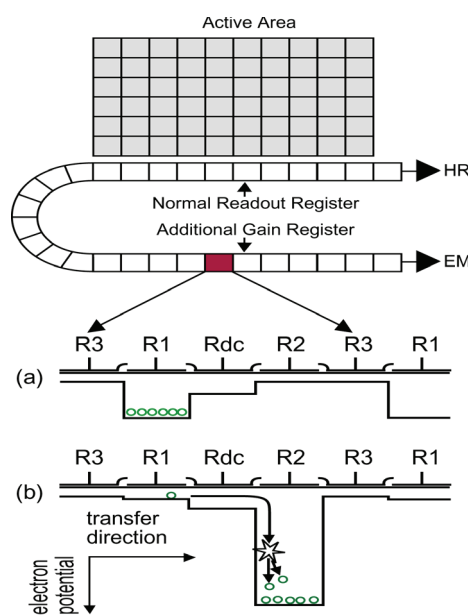 Active Area
HR
Normal Readout Register
Additional Gain Register
EM
R3 R1 Rdc R2 R3 R1
(a)
R3 R1 Rdc R2 R3 R1
(b)
transfer
direction
electron
potential